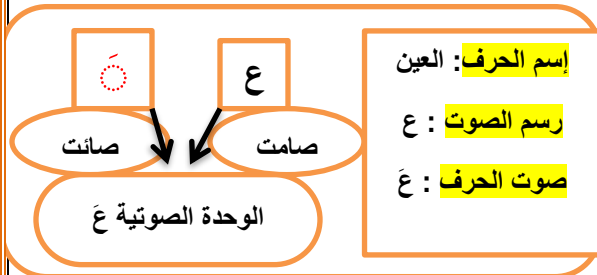 إسم الحرف: العين
رسم الصوت : ع
صوت الحرف : عَ
ع
َ
صامت
صائت
الوحدة الصوتية عَ